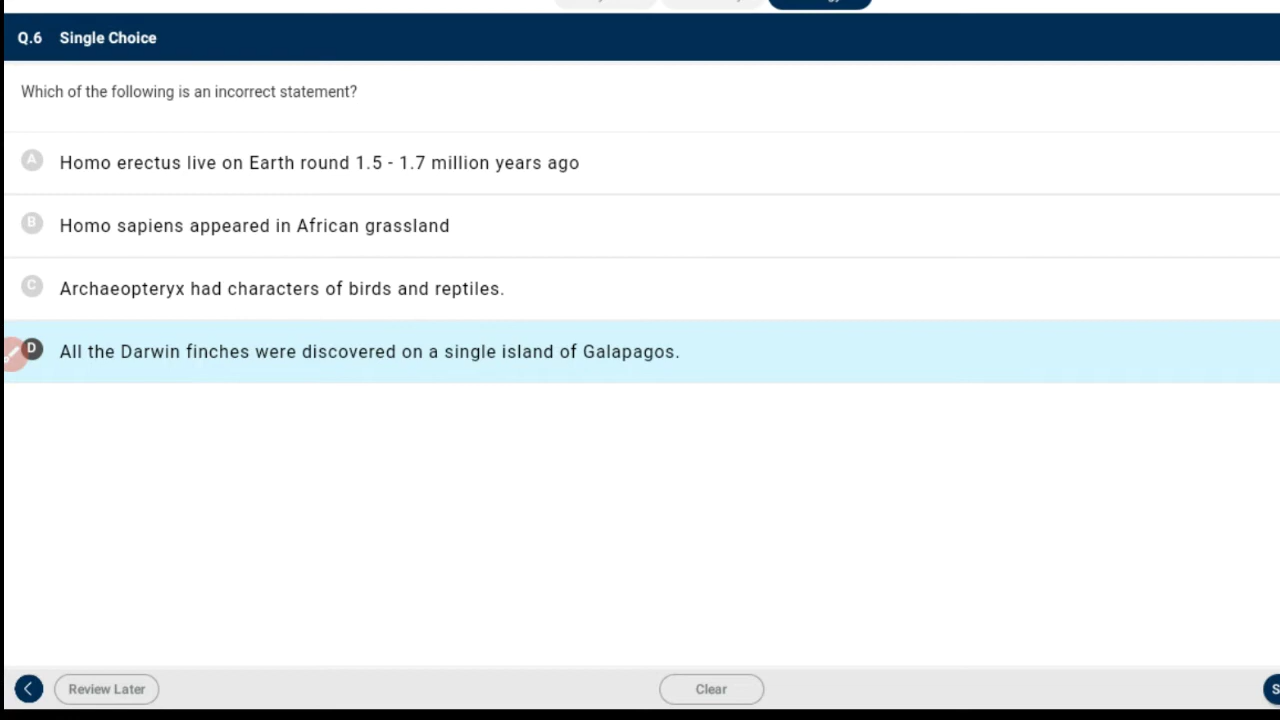 Q.6 Single Choice
Which of the following is an incorrect statement?
A Homo erectus live on Earth round 1.5 - 1.7 million years ago
B Homo sapiens appeared in African grassland
C Archaeopteryx had characters of birds and reptiles.
D All the Darwin finches were discovered on a single island of Galapagos.
Review Later Clear S